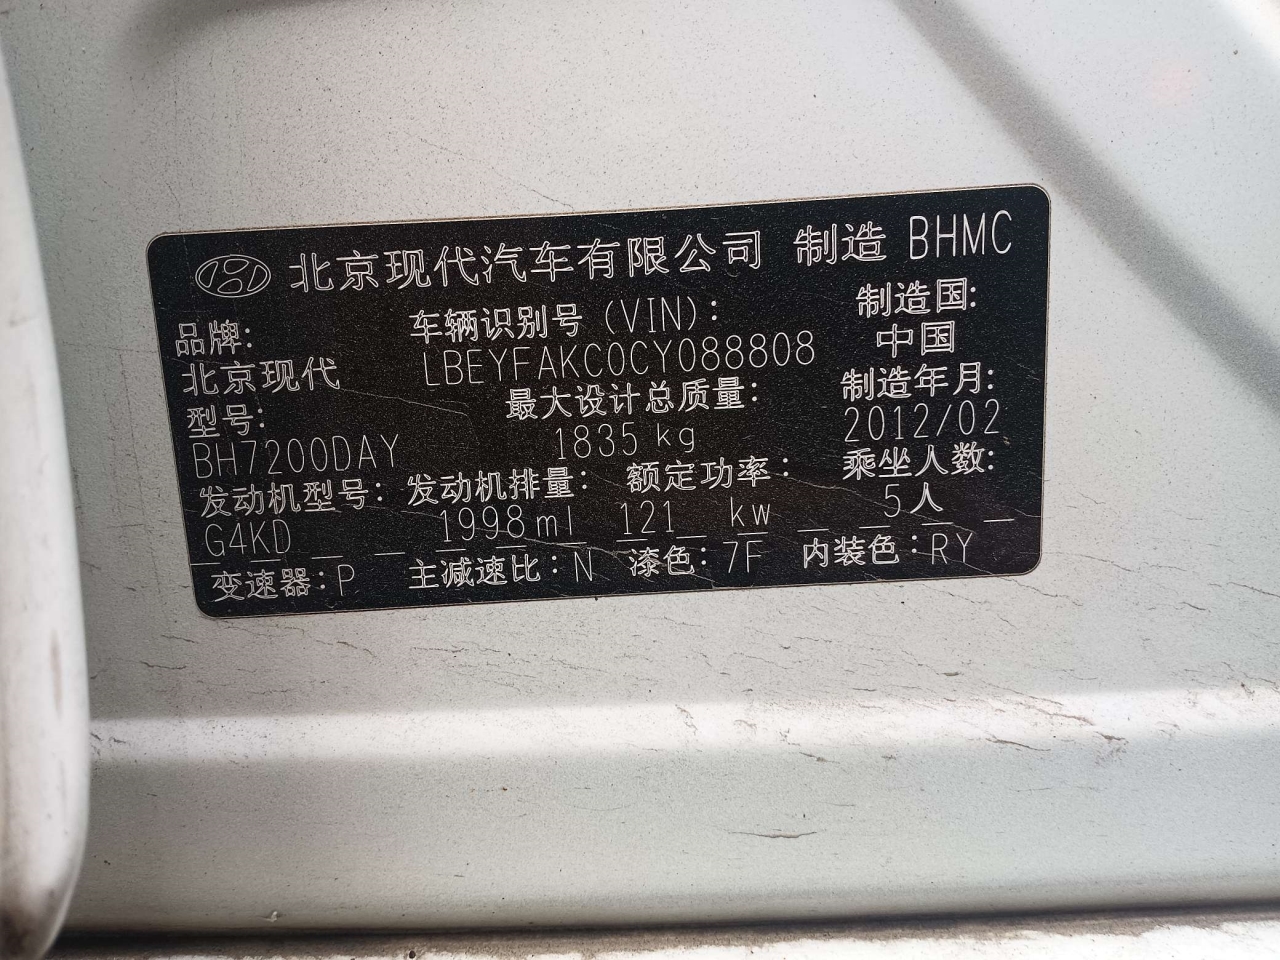 北京现代汽车有限公司 制造 BHMC
品牌: 车辆识别号 (VIN): 制造国:
北京现代 LBEYFAKC0CY088808 中国
型号: 最大设计总质量: 制造年月:
BH7200DAY 1835kg 2012/02
发动机型号: 发动机排量: 额定功率: 乘坐人数:
G4KD 1998ml 121 kw 5人
变速器:P 主减速比:N 漆色:7F 内装色:RY